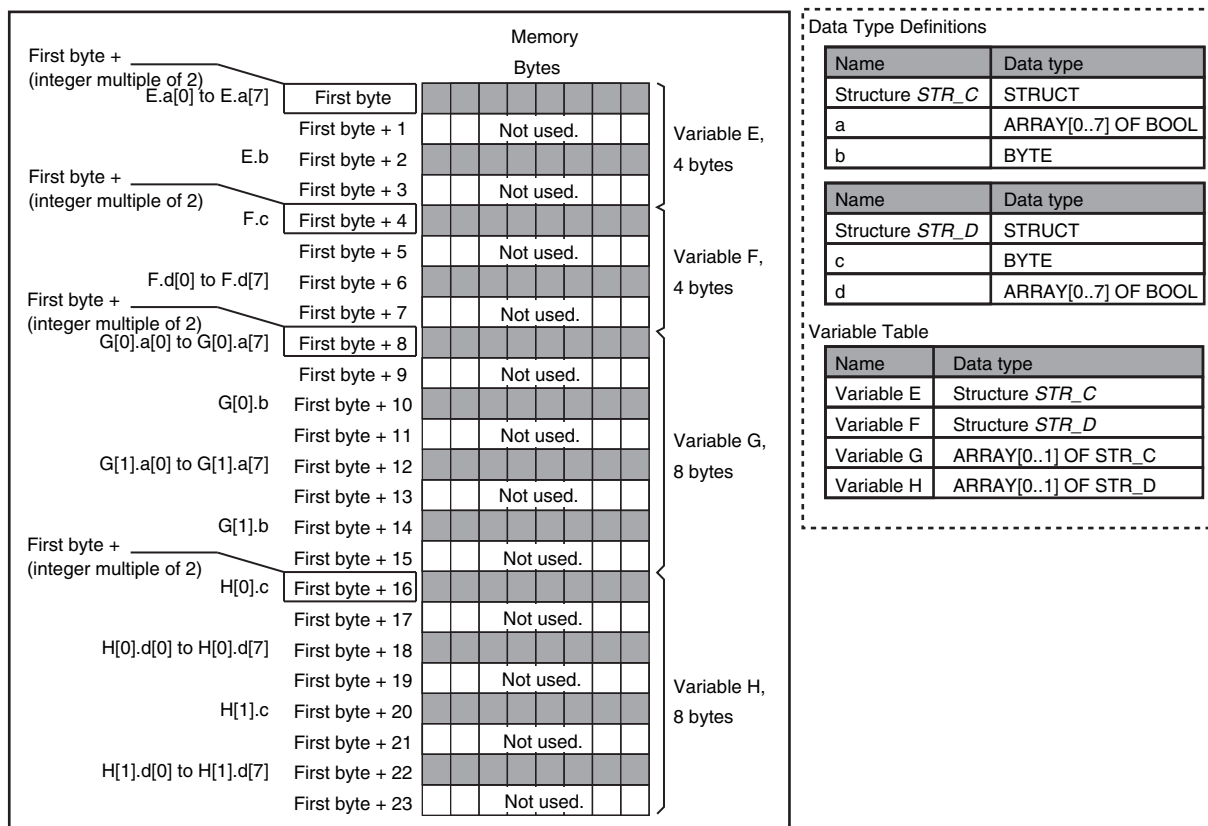 Memory
Bytes
First byte +
(integer multiple of 2)
E.a[0] to E.a[7] First byte
First byte + 1 Not used.
E.b First byte + 2
First byte + 3 Not used.
Variable E,
4 bytes
First byte +
(integer multiple of 2)
F.c First byte + 4
First byte + 5 Not used.
F.d[0] to F.d[7] First byte + 6
First byte + 7 Not used.
Variable F,
4 bytes
First byte +
(integer multiple of 2)
G[0].a[0] to G[0].a[7] First byte + 8
First byte + 9 Not used.
G[0].b First byte + 10
First byte + 11 Not used.
G[1].a[0] to G[1].a[7] First byte + 12
First byte + 13 Not used.
G[1].b First byte + 14
First byte + 15 Not used.
Variable G,
8 bytes
First byte +
(integer multiple of 2)
H[0].c First byte + 16
First byte + 17 Not used.
H[0].d[0] to H[0].d[7] First byte + 18
First byte + 19 Not used.
H[1].c First byte + 20
First byte + 21 Not used.
H[1].d[0] to H[1].d[7] First byte + 22
First byte + 23 Not used.
Variable H,
8 bytes
Data Type Definitions
Name Data type
Structure STR_C STRUCT
a ARRAY[0..7] OF BOOL
b BYTE
Name Data type
Structure STR_D STRUCT
c BYTE
d ARRAY[0..7] OF BOOL
Variable Table
Name Data type
Variable E Structure STR_C
Variable F Structure STR_D
Variable G ARRAY[0..1] OF STR_C
Variable H ARRAY[0..1] OF STR_D